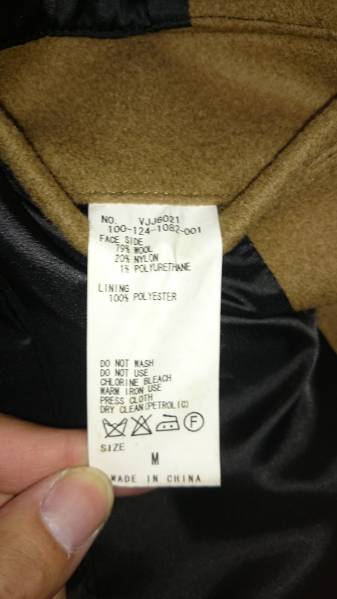 NO. VJJ6021
100-124-1082-001
FACE SIDE
79% WOOL
20% NYLON
1% POLYURETHANE
LINING
100% POLYESTER
DO NOT WASH
DO NOT USE
CHLORINE BLEACH
WARM IRON USE
PRESS CLOTH
DRY CLEAN(PETROLIC)
F
SIZE
M
MADE IN CHINA